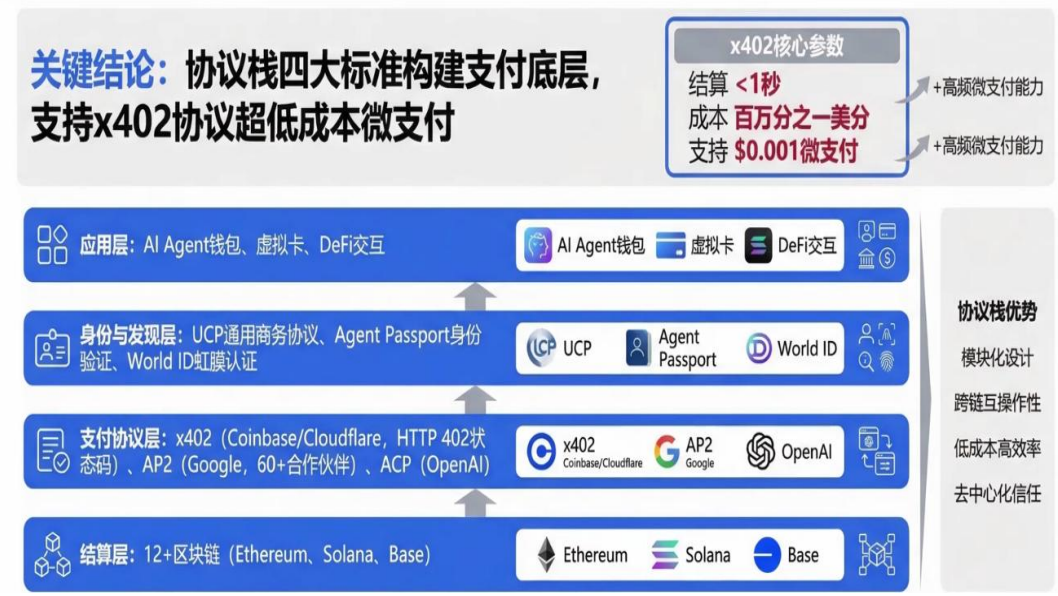 关键结论：协议栈四大标准构建支付底层，
支持x402协议超低成本微支付
x402核心参数
结算 <1秒
成本 百万分之一美分
支持 $0.001微支付
+高频微支付能力
+高频微支付能力
应用层：AI Agent钱包、虚拟卡、DeFi交互
AI Agent钱包
虚拟卡
DeFi交互
身份与发现层：UCP通用商务协议、Agent Passport身份
验证、World ID虹膜认证
UCP
UCP
Agent
Passport
World ID
支付协议层：x402（Coinbase/Cloudflare，HTTP 402状
态码）、AP2（Google，60+合作伙伴）、ACP（OpenAI）
x402
Coinbase/Cloudflare
AP2
Google
OpenAI
结算层：12+区块链（Ethereum、Solana、Base）
Ethereum
Solana
Base
协议栈优势
模块化设计
跨链互操作性
低成本高效率
去中心化信任